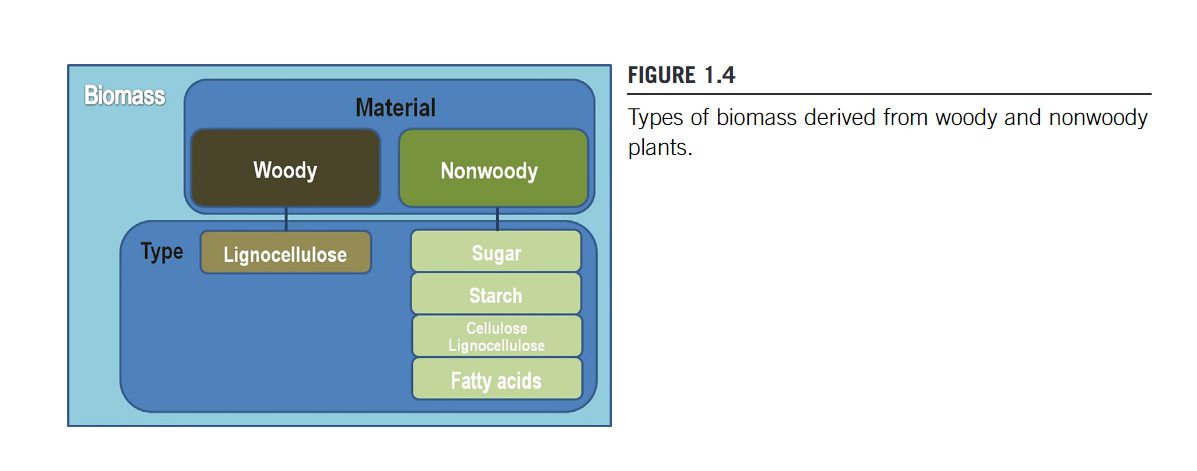 Biomass
Material
Woody
Nonwoody
Type
Lignocellulose
Sugar
Starch
Cellulose
Lignocellulose
Fatty acids
FIGURE 1.4
Types of biomass derived from woody and nonwoody
plants.